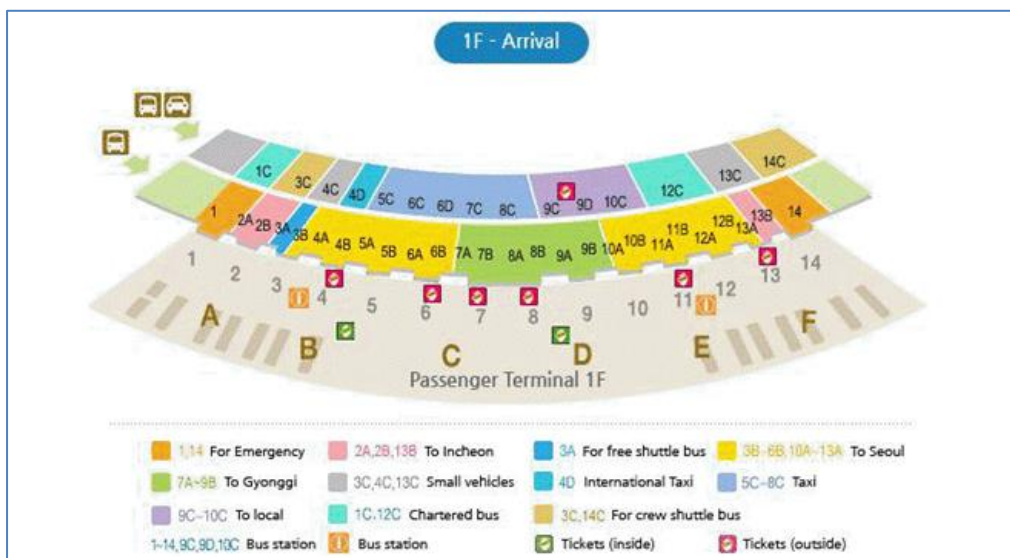 1F - Arrival
1C 3C 4C 4D 5C 6C 6D 7C 8C 9C 9D 10C 12C 13C 14C
1 2A 2B 3A 3B 4A 4B 5A 5B 6A 6B 7A 7B 8A 8B 9A 9B 10A 10B 11A 11B 12A 12B 13A 13B 14
1 2 3 4 5 6 7 8 9 10 11 12 13 14
A B C D E F
Passenger Terminal 1F
1,14 For Emergency 2A,2B,13B To Incheon 3A For free shuttle bus 3B~6B,10A~13A To Seoul
7A~9B To Gyonggi 3C,4C,13C Small vehicles 4D International Taxi 5C~8C Taxi
9C~10C To local 1C,12C Chartered bus 3C,14C For crew shuttle bus
1~14,9C,9D,10C Bus station Bus station Tickets (inside) Tickets (outside)